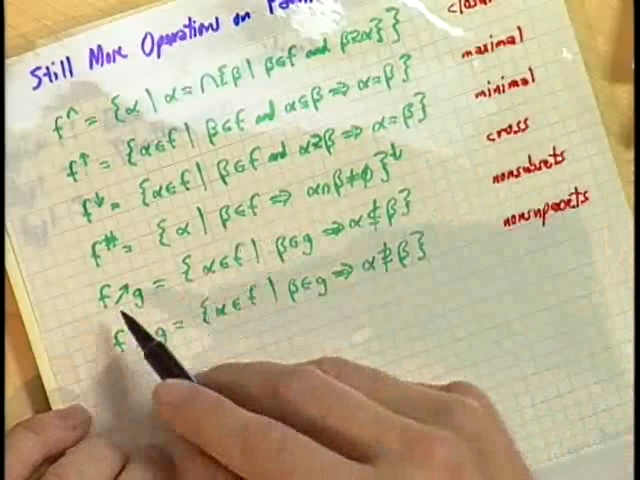 Still More Operations on
f^∩ = {α | α = ∩{β | β∈f and β⊇α}}
f^↑ = {α∈f | β∈f and α⊆β ⟹ α=β} maximal
f^↓ = {α∈f | β∈f and α⊇β ⟹ α=β} minimal
f^# = {α | β∈f ⟹ α∩β≠φ}^↓ cross
f↗g = {α∈f | β∈g ⟹ α⊈β} nonsubsets
f g = {α∈f | β∈g ⟹ α⊉β} nonsupersets